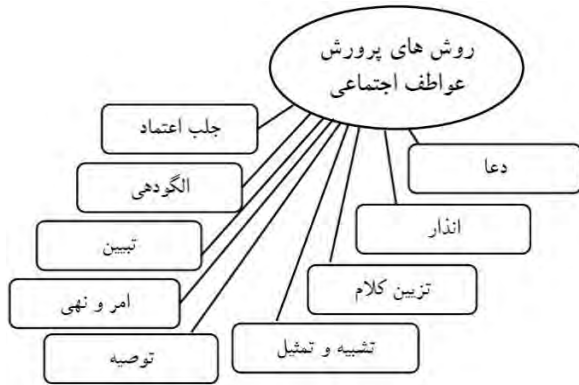 روش های پرورش
عواطف اجتماعی
جلب اعتماد
الگودهی
تبیین
امر و نهی
توصیه
تشبیه و تمثیل
تزیین کلام
انذار
دعا